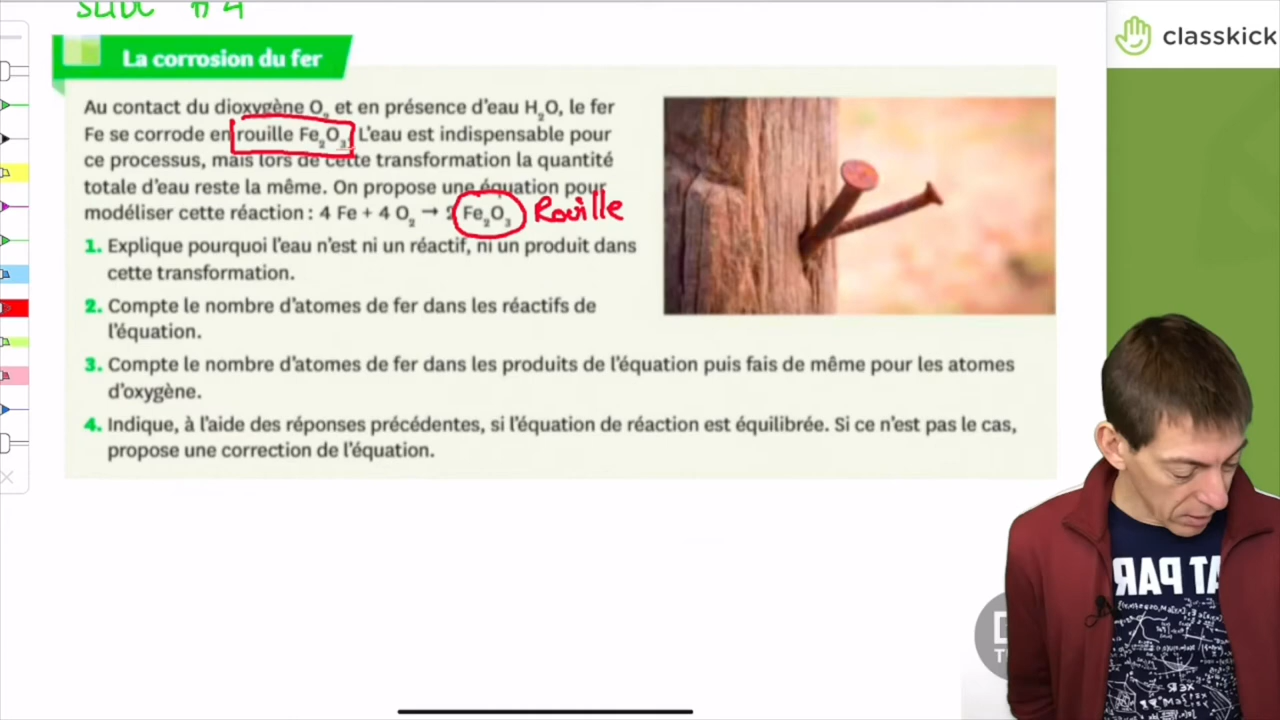 SLIDE #4
classkick
La corrosion du fer
Au contact du dioxygène O₂ et en présence d'eau H₂O, le fer
Fe se corrode en rouille Fe₂O₃. L'eau est indispensable pour
ce processus, mais lors de cette transformation la quantité
totale d'eau reste la même. On propose une équation pour
modéliser cette réaction : 4 Fe + 4 O₂ → 2 Fe₂O₃ Rouille
1. Explique pourquoi l'eau n'est ni un réactif, ni un produit dans
cette transformation.
2. Compte le nombre d'atomes de fer dans les réactifs de
l'équation.
3. Compte le nombre d'atomes de fer dans les produits de l'équation puis fais de même pour les atomes
d'oxygène.
4. Indique, à l'aide des réponses précédentes, si l'équation de réaction est équilibrée. Si ce n'est pas le cas,
propose une correction de l'équation.